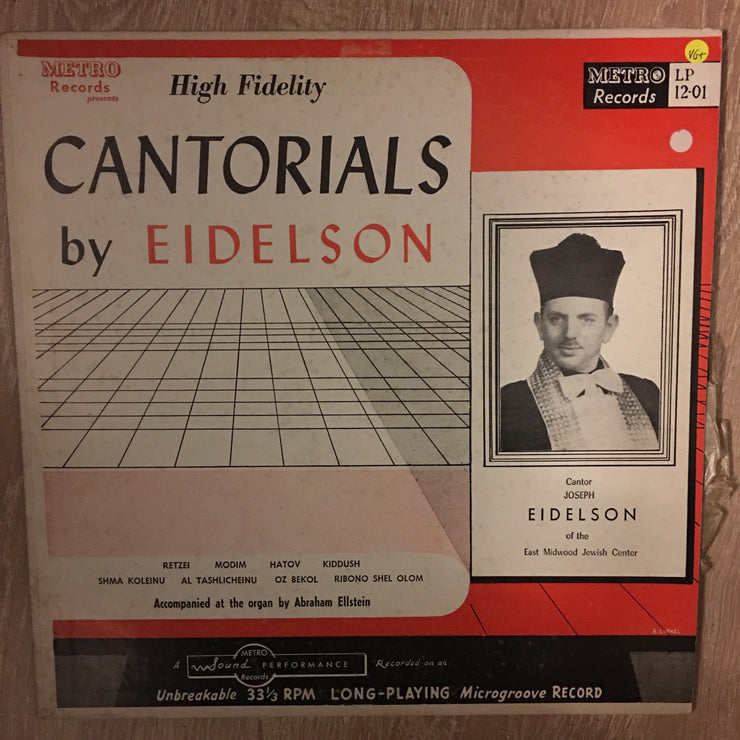 METRO
Records
presents
High Fidelity
VG+
METRO
Records
LP
12-01
CANTORIALS
by EIDELSON
Cantor
JOSEPH
EIDELSON
of the
East Midwood Jewish Center
RETZEI MODIM HATOV KIDDUSH
SHMA KOLEINU AL TASHLICHEINU OZ BEKOL RIBONO SHEL OLOM
Accompanied at the organ by Abraham Ellstein
METRO
A Sound PERFORMANCE Recorded on an
Records
Unbreakable 33 1/3 RPM LONG-PLAYING Microgroove RECORD